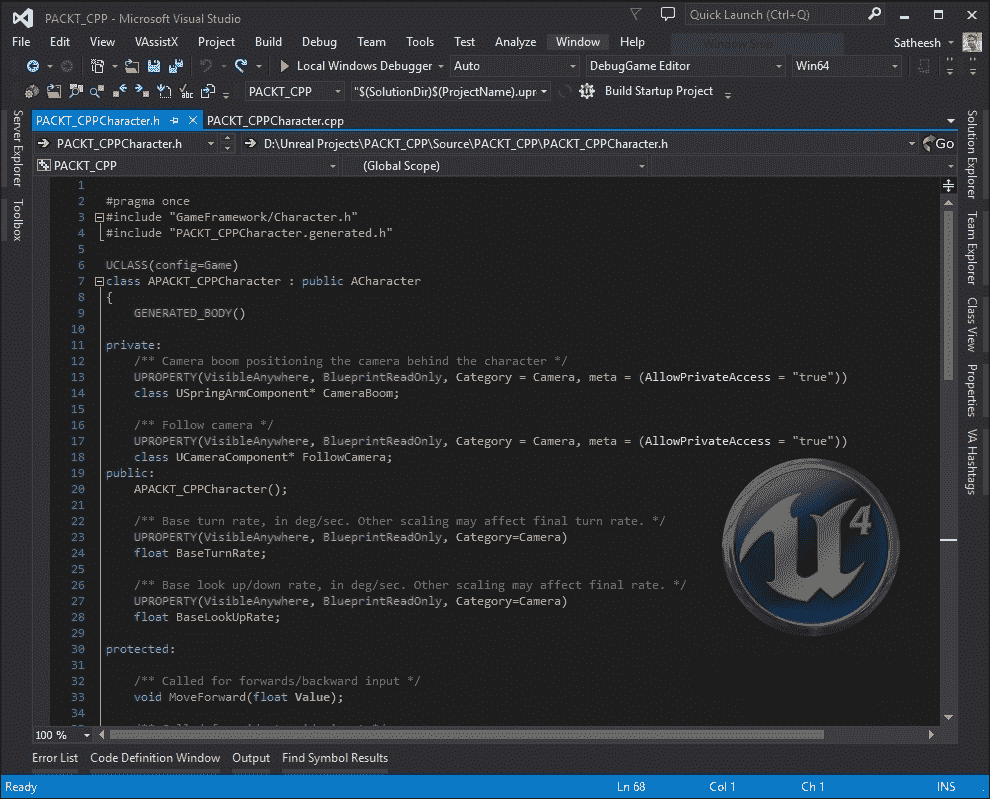 PACKT_CPP - Microsoft Visual Studio
Quick Launch (Ctrl+Q)
File Edit View VAssistX Project Build Debug Team Tools Test Analyze Window Help
Satheesh
Local Windows Debugger Auto DebugGame Editor Win64
PACKT_CPP "$(SolutionDir)$(ProjectName).upr Build Startup Project
Server Explorer
Toolbox
PACKT_CPPCharacter.h PACKT_CPPCharacter.cpp
PACKT_CPPCharacter.h D:\Unreal Projects\PACKT_CPP\Source\PACKT_CPP\PACKT_CPPCharacter.h Go
PACKT_CPP (Global Scope)
1
2 #pragma once
3 #include "GameFramework/Character.h"
4 #include "PACKT_CPPCharacter.generated.h"
5
6 UCLASS(config=Game)
7 class APACKT_CPPCharacter : public ACharacter
8 {
9 GENERATED_BODY()
10
11 private:
12 /** Camera boom positioning the camera behind the character */
13 UPROPERTY(VisibleAnywhere, BlueprintReadOnly, Category = Camera, meta = (AllowPrivateAccess = "true"))
14 class USpringArmComponent* CameraBoom;
15
16 /** Follow camera */
17 UPROPERTY(VisibleAnywhere, BlueprintReadOnly, Category = Camera, meta = (AllowPrivateAccess = "true"))
18 class UCameraComponent* FollowCamera;
19 public:
20 APACKT_CPPCharacter();
21
22 /** Base turn rate, in deg/sec. Other scaling may affect final turn rate. */
23 UPROPERTY(VisibleAnywhere, BlueprintReadOnly, Category=Camera)
24 float BaseTurnRate;
25
26 /** Base look up/down rate, in deg/sec. Other scaling may affect final rate. */
27 UPROPERTY(VisibleAnywhere, BlueprintReadOnly, Category=Camera)
28 float BaseLookUpRate;
29
30 protected:
31
32 /** Called for forwards/backward input */
33 void MoveForward(float Value);
34
U4
Solution Explorer
Team Explorer
Class View
Properties
VA Hashtags
100 %
Error List Code Definition Window Output Find Symbol Results
Ready Ln 68 Col 1 Ch 1 INS